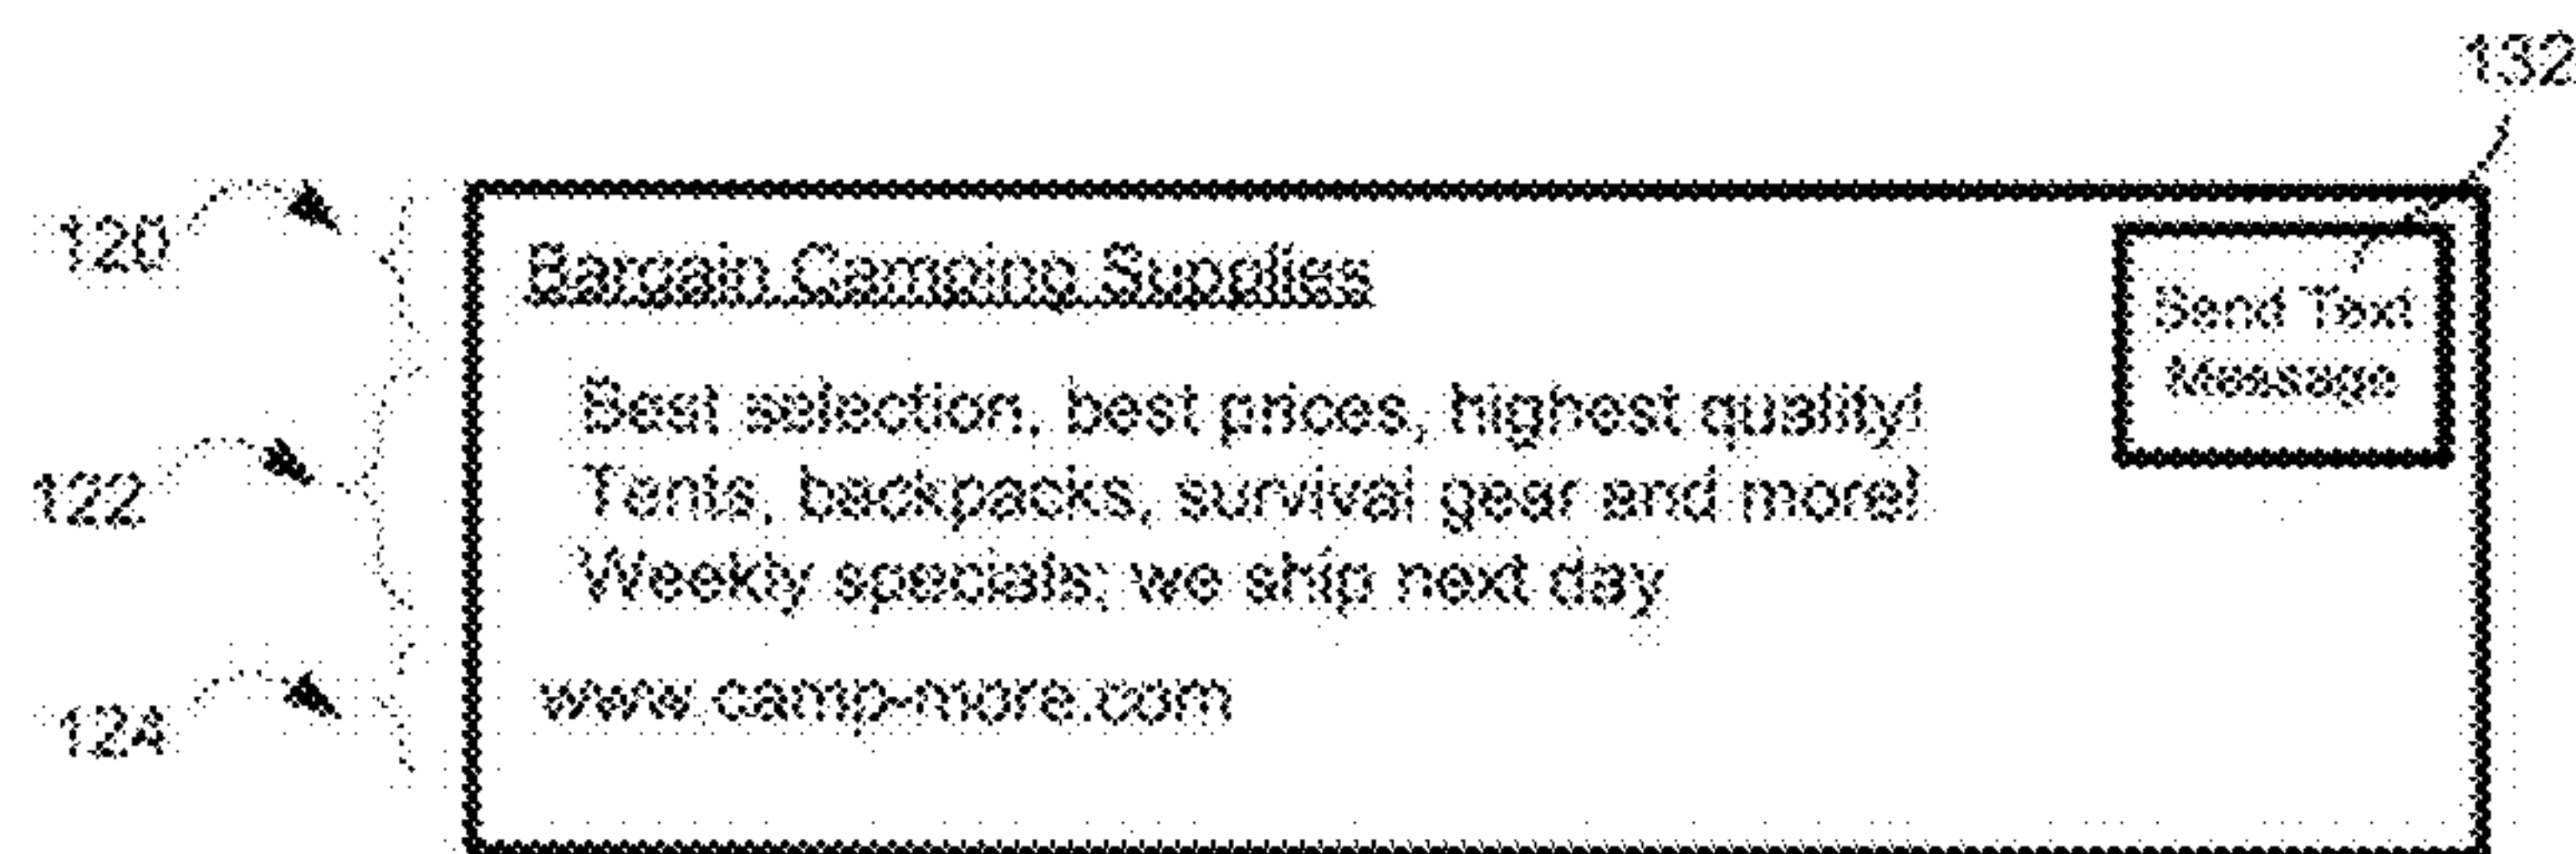 132
120
Bargain Camping Supplies
Send Text
Message
Best selection, best prices, highest quality!
122
Tents, backpacks, survival gear and more!
Weekly specials; we ship next day
124
www.camp-more.com